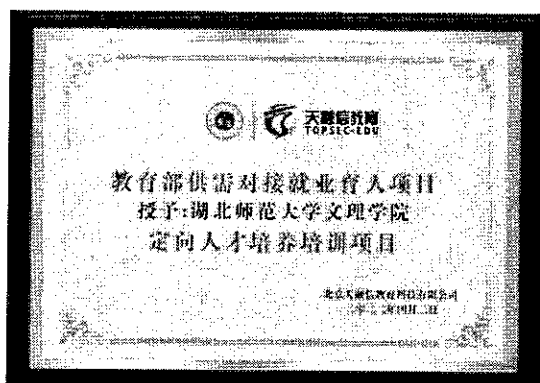 天融信教育
TOPSEC-EDU
教育部供需对接就业育人项目
授予:湖北师范大学文理学院
定向人才培养培训项目
北京天融信教育科技有限公司